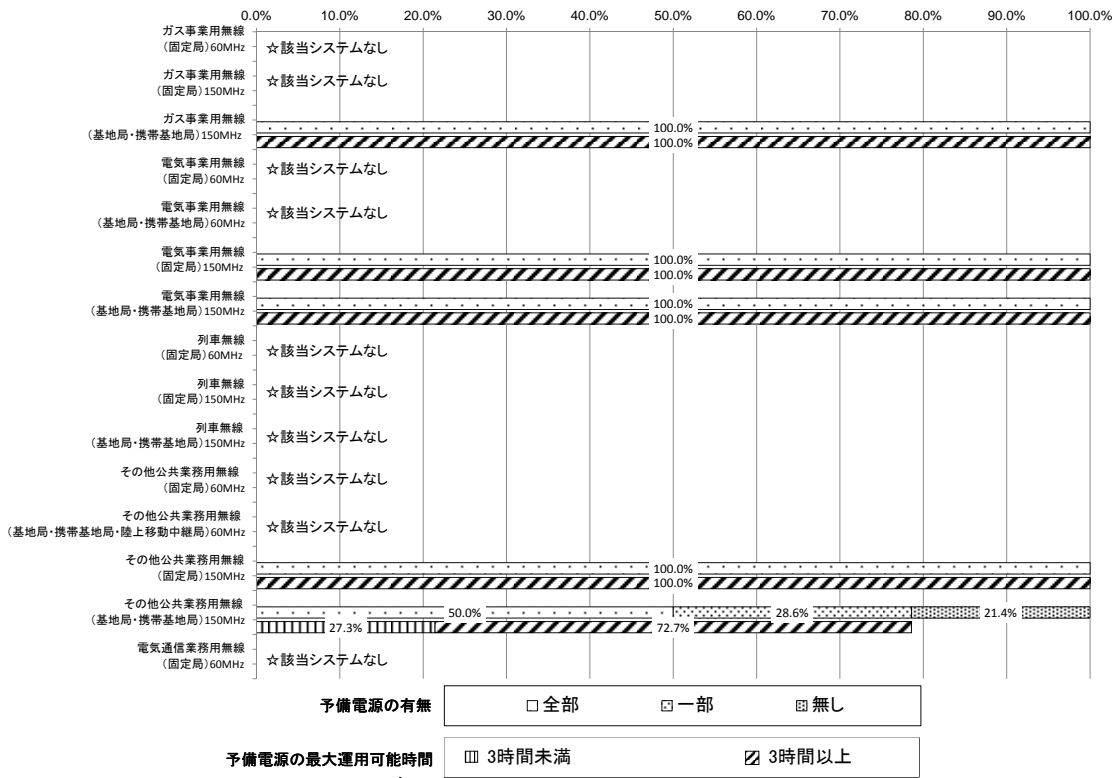 0.0% 10.0% 20.0% 30.0% 40.0% 50.0% 60.0% 70.0% 80.0% 90.0% 100.0%
ガス事業用無線
(固定局)60MHz
☆該当システムなし
ガス事業用無線
(固定局)150MHz
☆該当システムなし
ガス事業用無線
(基地局・携帯基地局)150MHz
100.0%
100.0%
電気事業用無線
(固定局)60MHz
☆該当システムなし
電気事業用無線
(基地局・携帯基地局)60MHz
☆該当システムなし
電気事業用無線
(固定局)150MHz
100.0%
100.0%
電気事業用無線
(基地局・携帯基地局)150MHz
100.0%
100.0%
列車無線
(固定局)60MHz
☆該当システムなし
列車無線
(固定局)150MHz
☆該当システムなし
列車無線
(基地局・携帯基地局)150MHz
☆該当システムなし
その他公共業務用無線
(固定局)60MHz
☆該当システムなし
その他公共業務用無線
(基地局・携帯基地局・陸上移動中継局)60MHz
☆該当システムなし
その他公共業務用無線
(固定局)150MHz
100.0%
100.0%
その他公共業務用無線
(基地局・携帯基地局)150MHz
50.0% 28.6% 21.4%
27.3% 72.7%
電気通信業務用無線
(固定局)60MHz
☆該当システムなし
予備電源の有無 全部 一部 無し
予備電源の最大運用可能時間 3時間未満 3時間以上